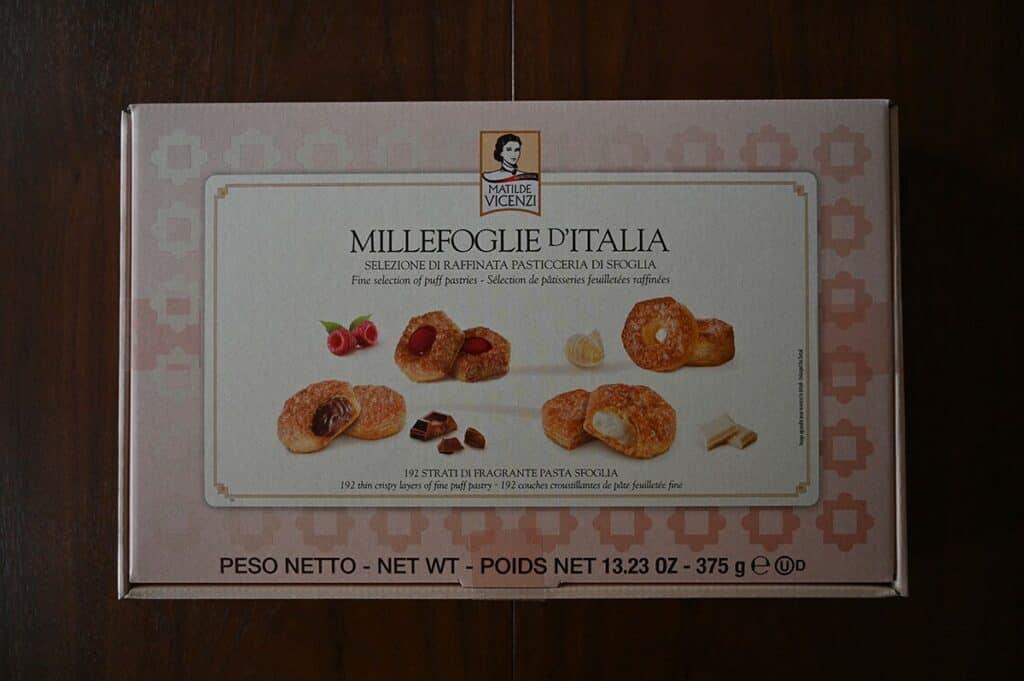 MATILDE
VICENZI
MILLEFOGLIE D'ITALIA
SELEZIONE DI RAFFINATA PASTICCERIA DI SFOGLIA
Fine selection of puff pastries - Sélection de pâtisseries feuilletées raffinées
192 STRATI DI FRAGRANTE PASTA SFOGLIA
192 thin crispy layers of fine puff pastry - 192 couches croustillantes de pâte feuilletée fine
PESO NETTO - NET WT - POIDS NET 13.23 OZ - 375 g ℮ UD